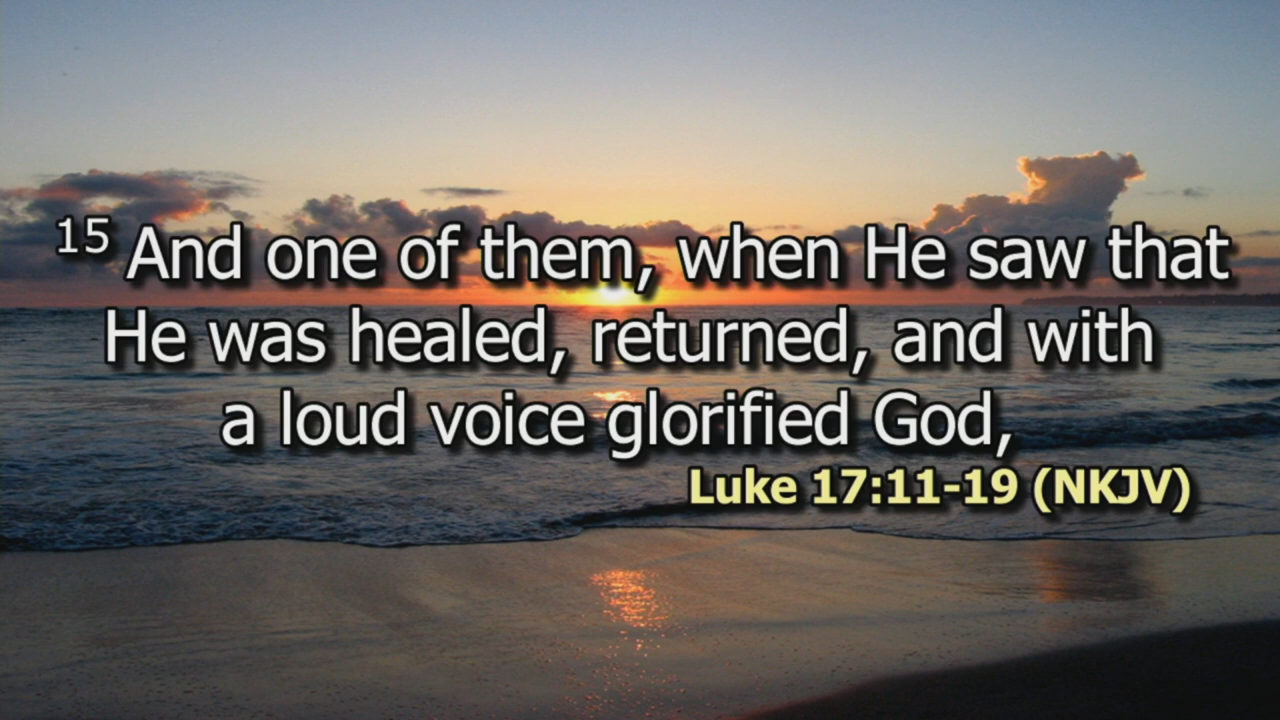 15 And one of them, when He saw that
He was healed, returned, and with
a loud voice glorified God,
Luke 17:11-19 (NKJV)